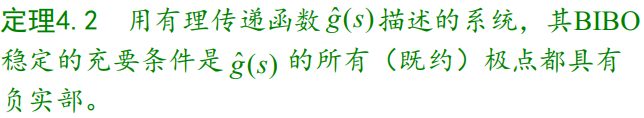 定理4.2 用有理传递函数ĝ(s)描述的系统，其BIBO
稳定的充要条件是 ĝ(s) 的所有（既约）极点都具有
负实部。